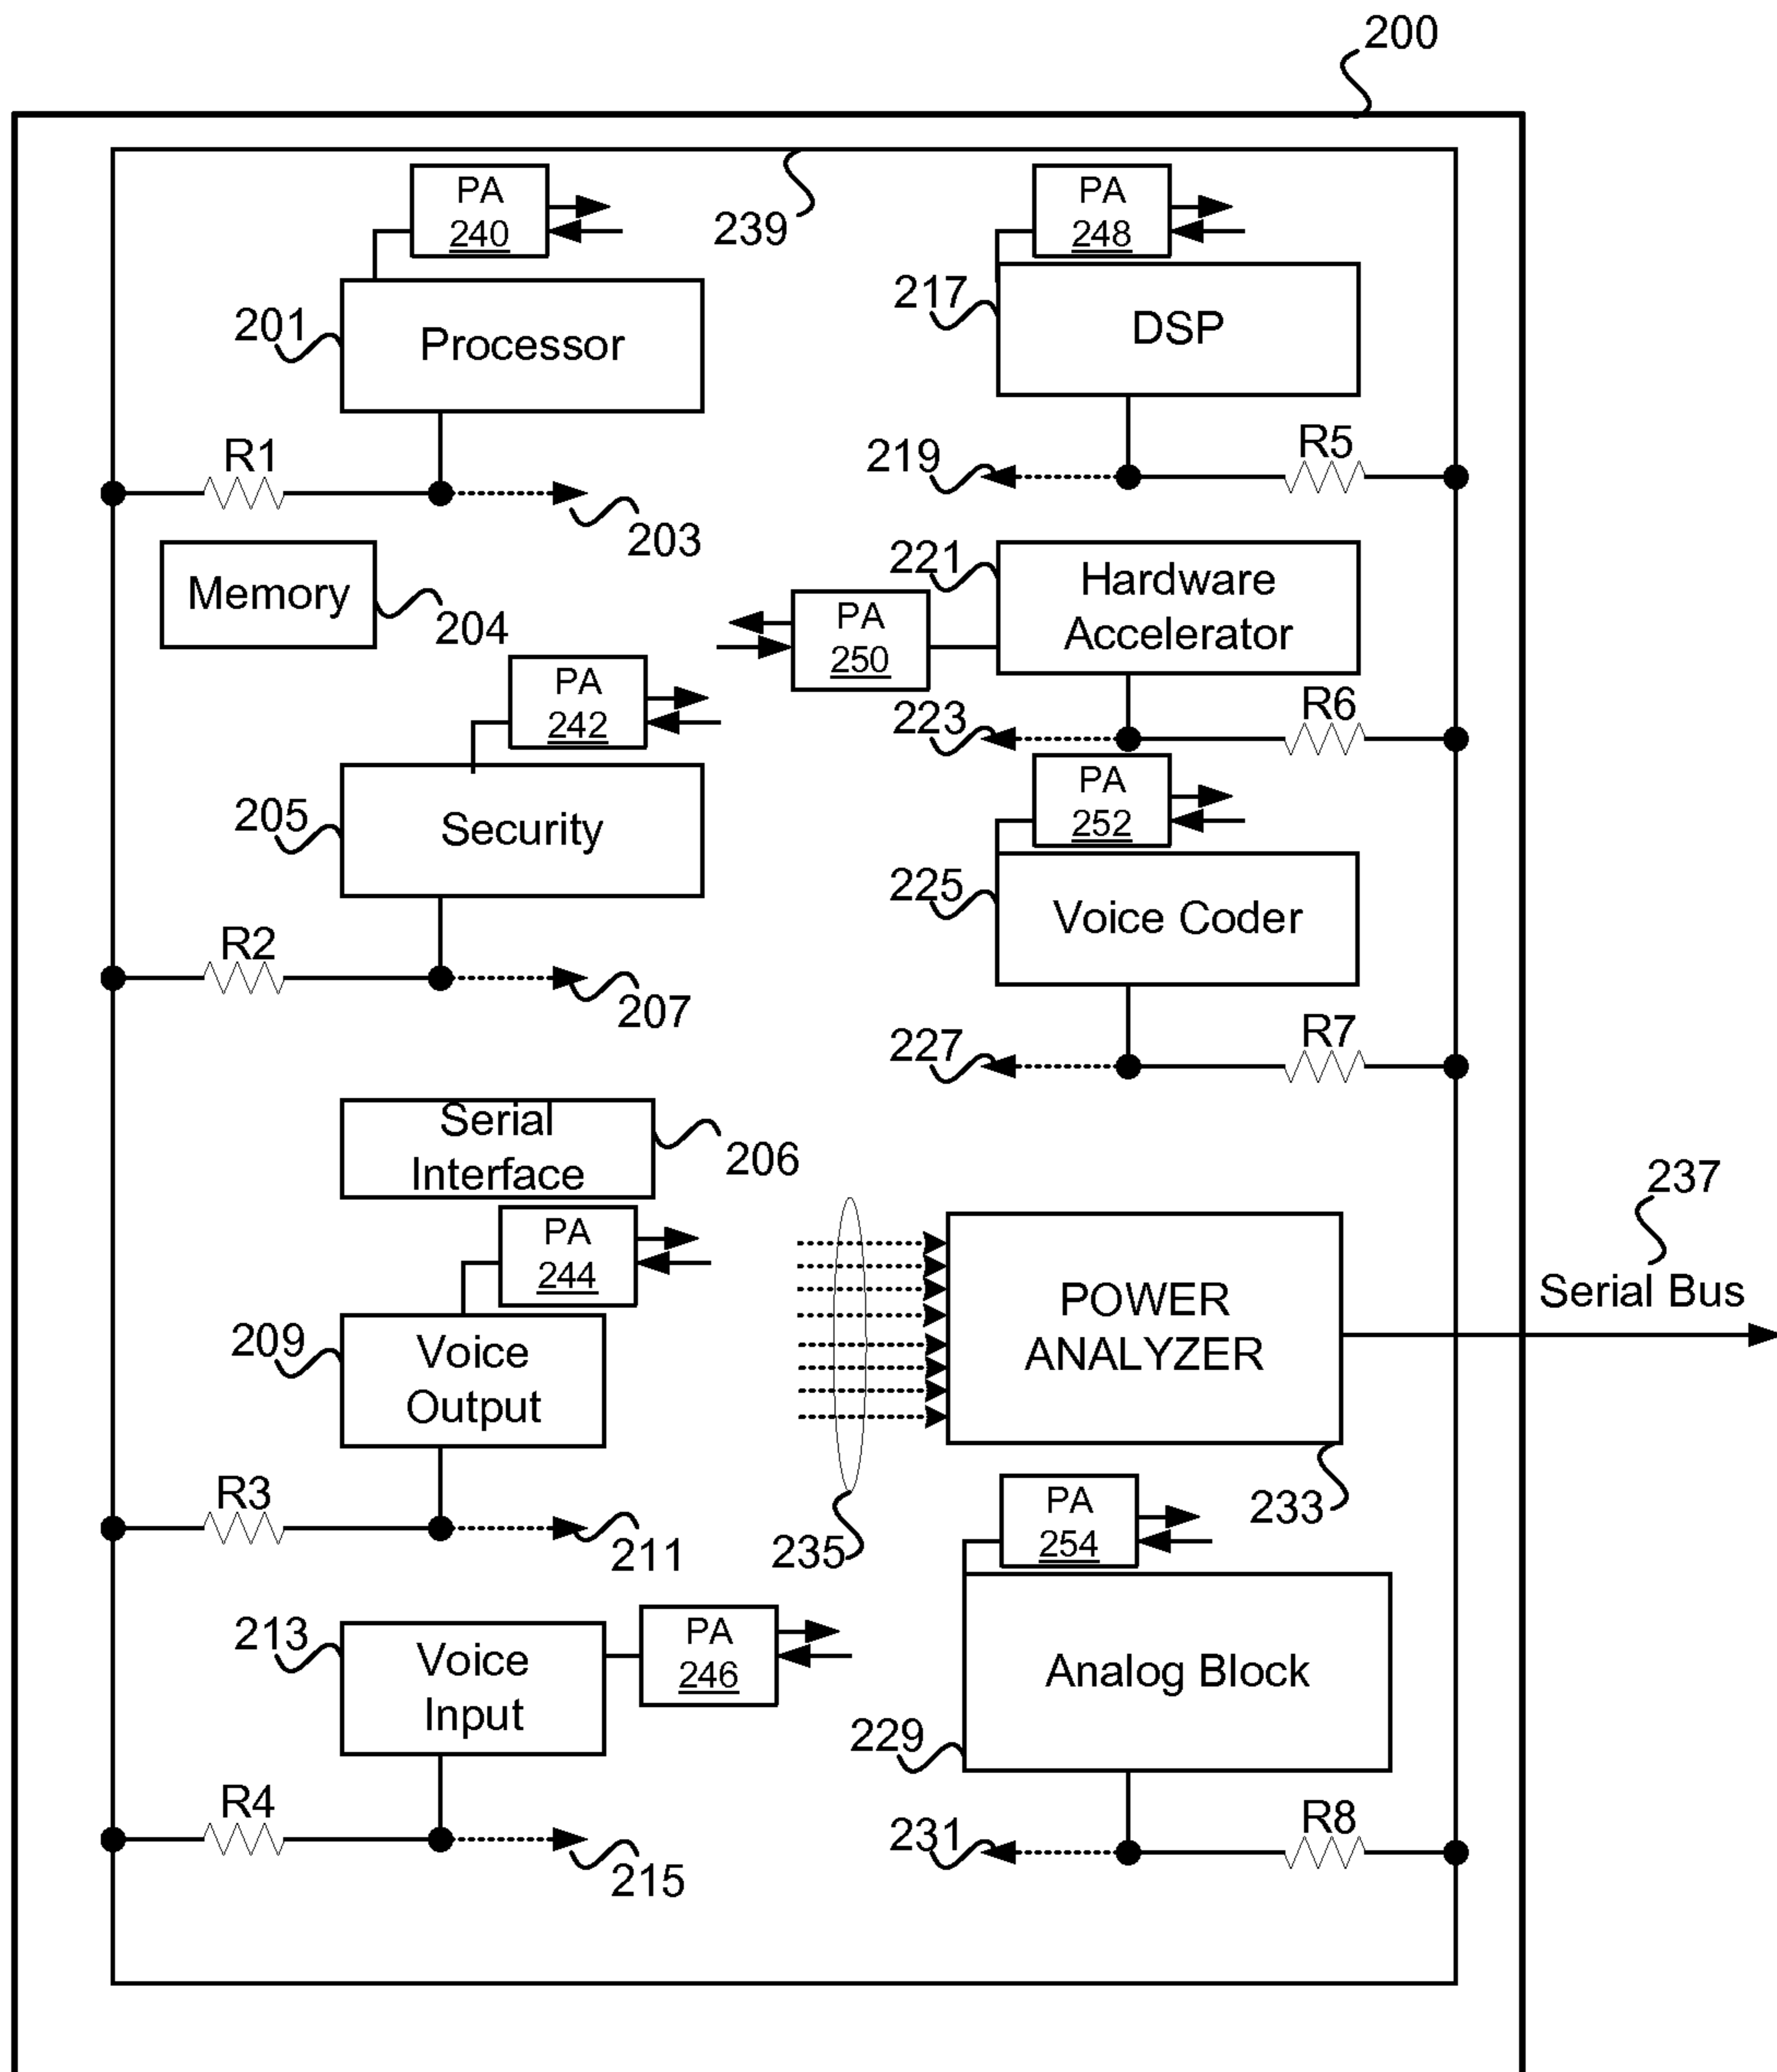 200
PA
240
239
PA
248
201
Processor
217
DSP
R1
203
219
R5
Memory
204
221
Hardware
Accelerator
PA
250
PA
242
223
R6
205
Security
PA
252
225
Voice Coder
R2
207
227
R7
Serial
Interface
206
237
Serial Bus
PA
244
POWER
ANALYZER
209
Voice
Output
R3
211
235
233
PA
254
213
Voice
Input
PA
246
Analog Block
229
R4
215
231
R8